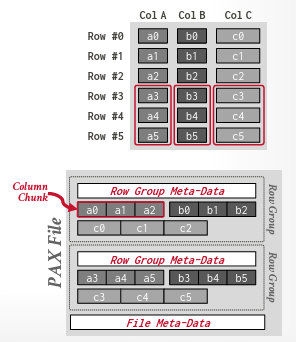 Col A Col B Col C
Row #0 a0 b0 c0
Row #1 a1 b1 c1
Row #2 a2 b2 c2
Row #3 a3 b3 c3
Row #4 a4 b4 c4
Row #5 a5 b5 c5
Column
Chunk
PAX File
Row Group Meta-Data
a0 a1 a2 b0 b1 b2
c0 c1 c2
Row Group
Row Group Meta-Data
a3 a4 a5 b3 b4 b5
c3 c4 c5
Row Group
File Meta-Data